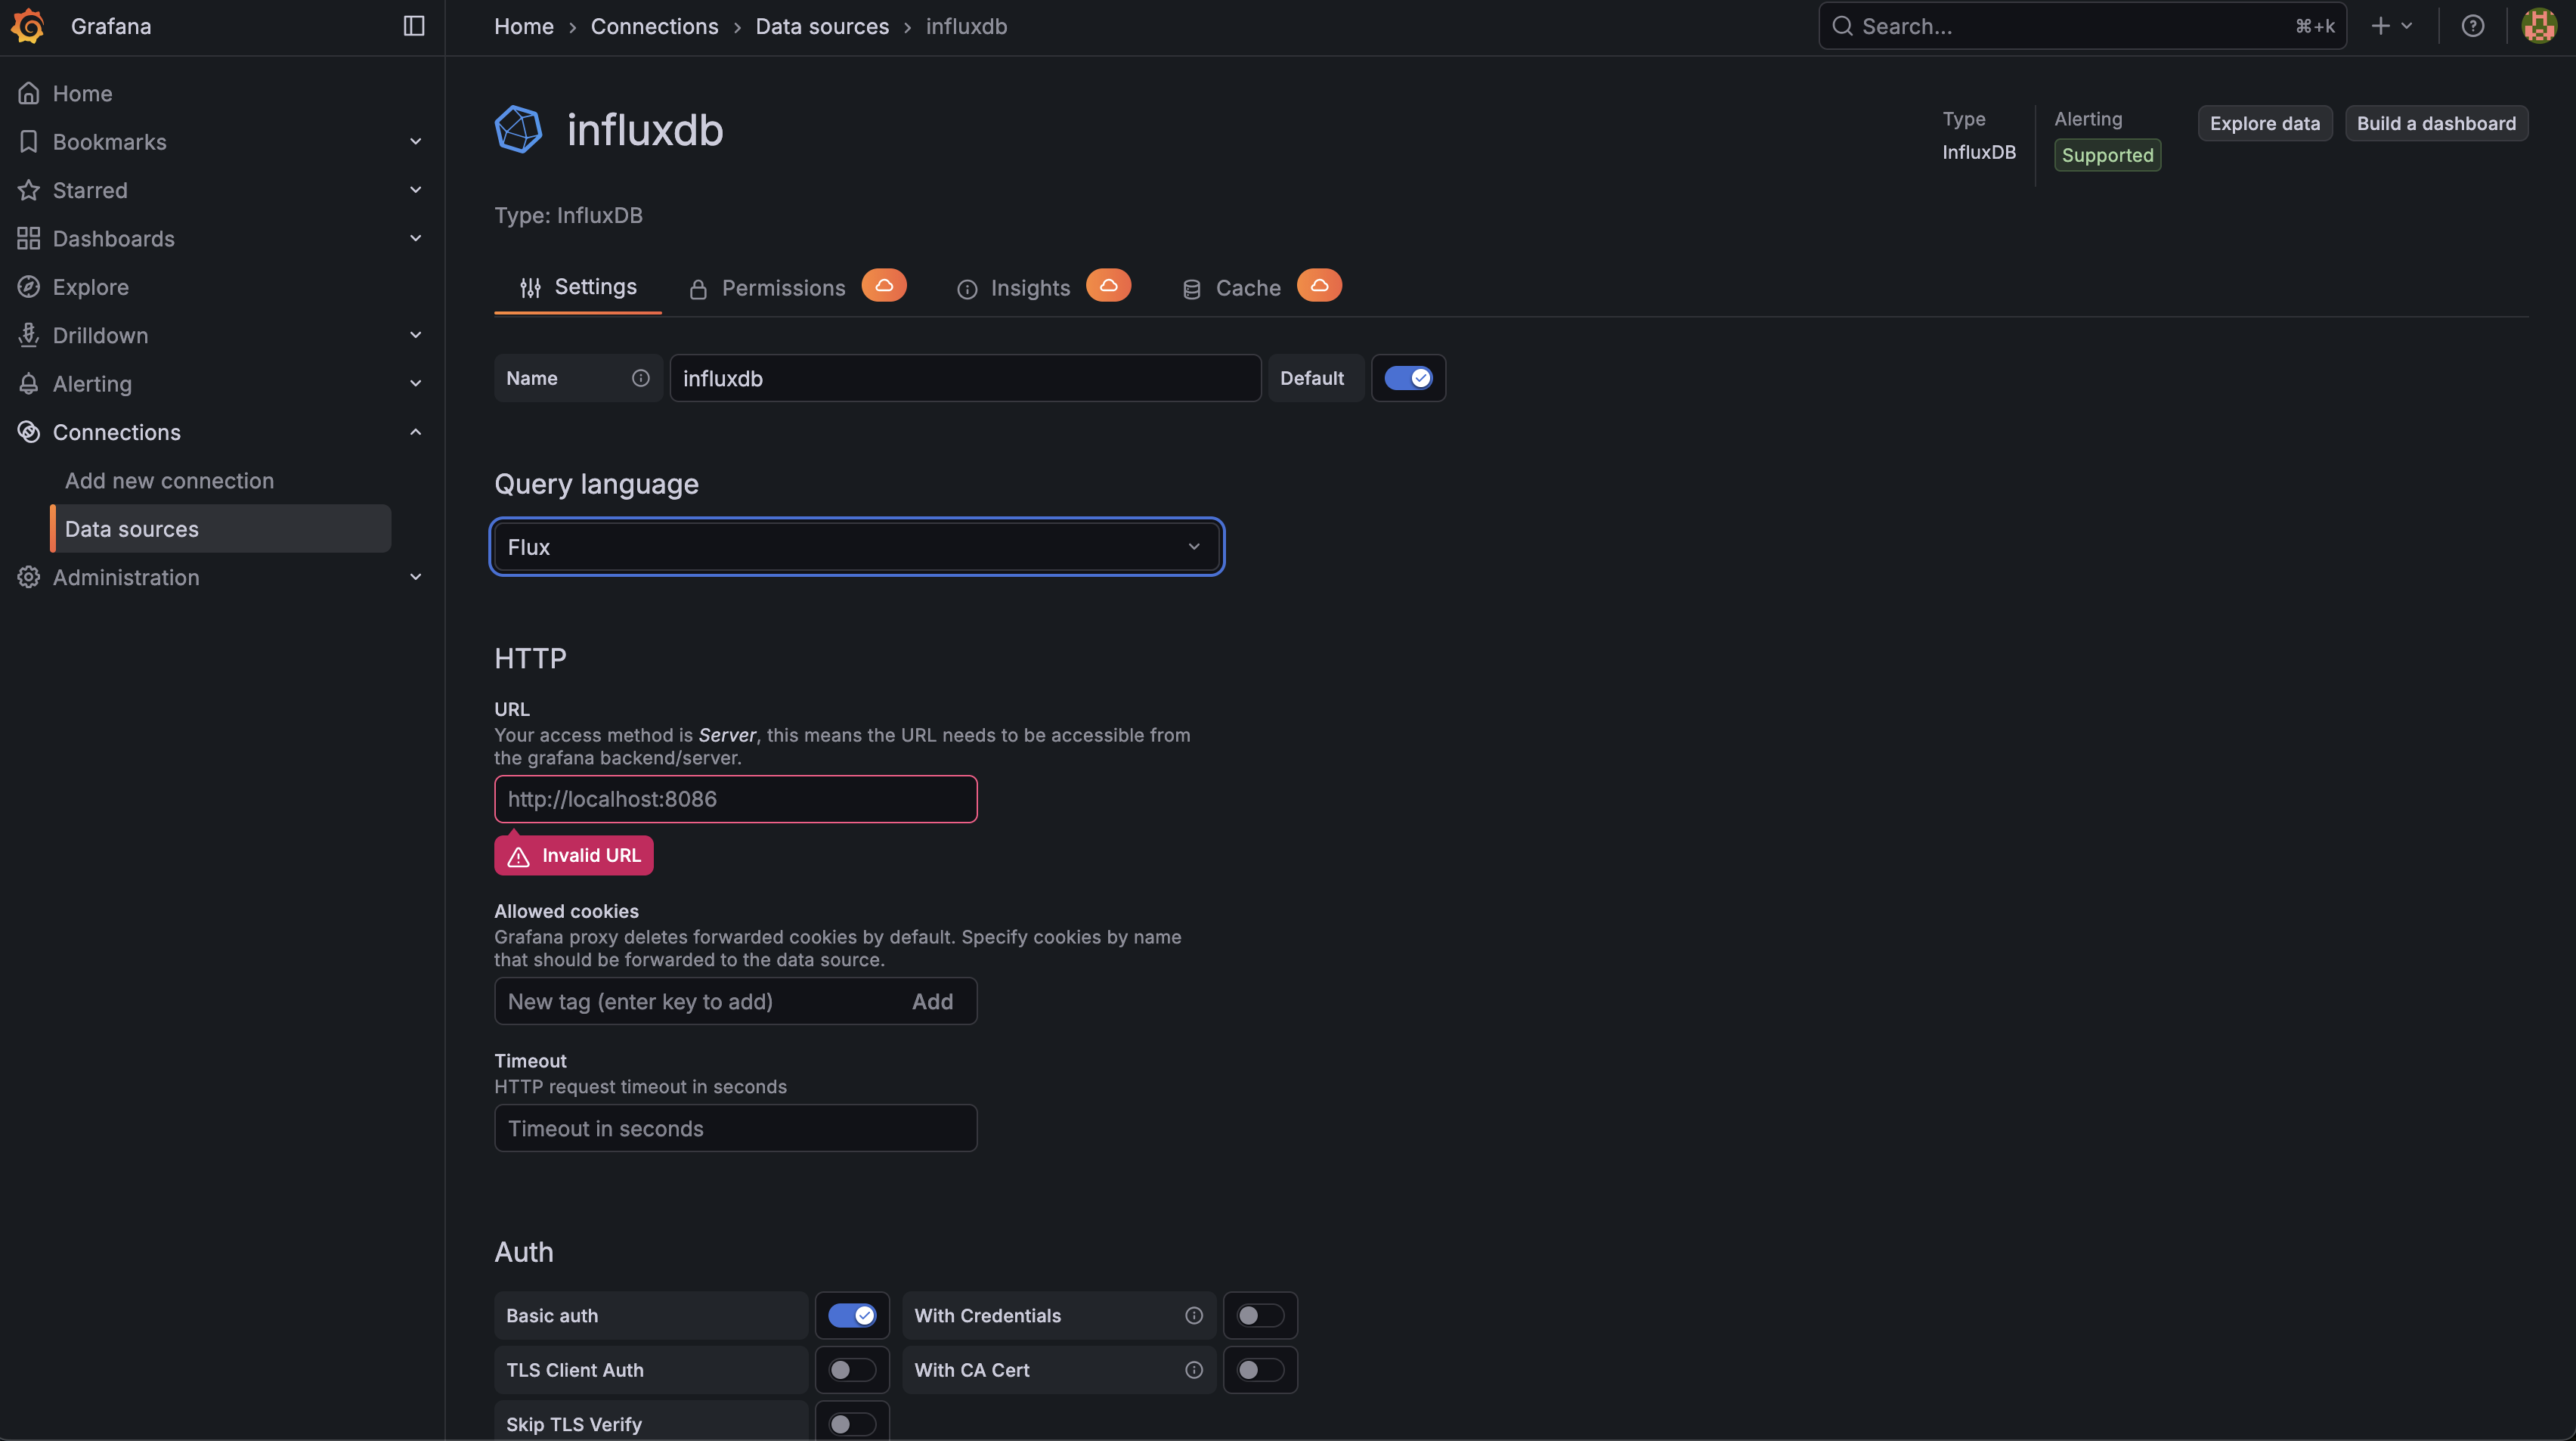 Grafana
Home › Connections › Data sources › influxdb
Search...
⌘+k
Home
Bookmarks
Starred
Dashboards
Explore
Drilldown
Alerting
Connections
Add new connection
Data sources
Administration
influxdb
Type
InfluxDB
Alerting
Supported
Explore data
Build a dashboard
Type: InfluxDB
Settings
Permissions
Insights
Cache
Name
influxdb
Default
Query language
Flux
HTTP
URL
Your access method is Server, this means the URL needs to be accessible from
the grafana backend/server.
http://localhost:8086
Invalid URL
Allowed cookies
Grafana proxy deletes forwarded cookies by default. Specify cookies by name
that should be forwarded to the data source.
New tag (enter key to add)
Add
Timeout
HTTP request timeout in seconds
Timeout in seconds
Auth
Basic auth
With Credentials
TLS Client Auth
With CA Cert
Skip TLS Verify